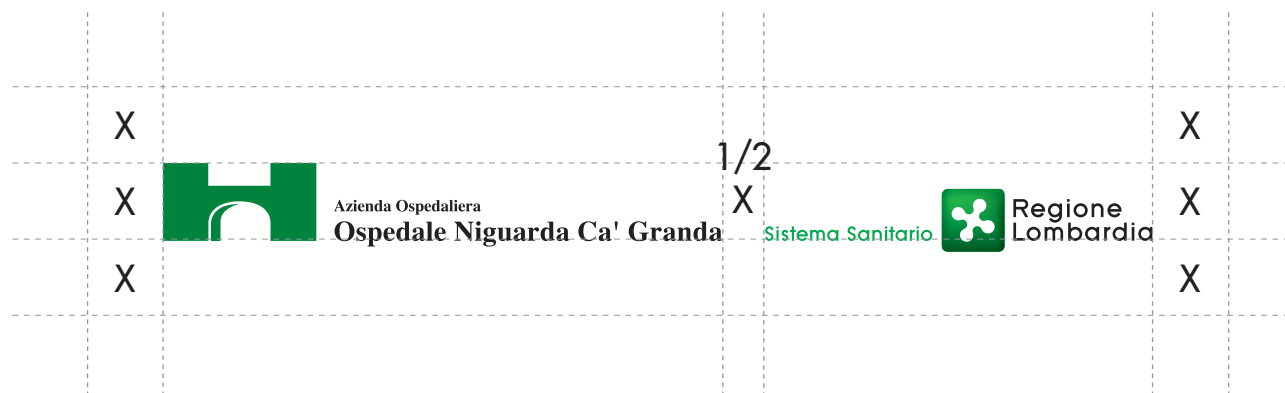 X
X
X
Azienda Ospedaliera
Ospedale Niguarda Ca' Granda
1/2
X
Sistema Sanitario
Regione
Lombardia
X
X
X